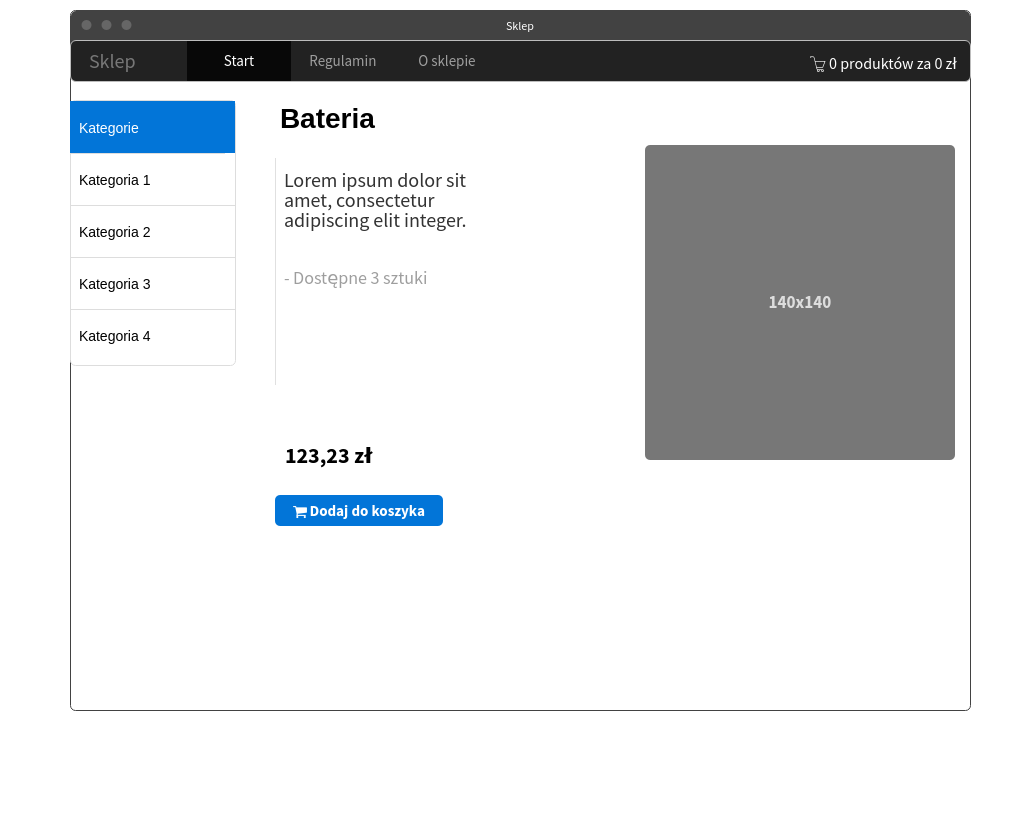 Sklep
Sklep Start Regulamin O sklepie 0 produktów za 0 zł
Kategorie
Kategoria 1
Kategoria 2
Kategoria 3
Kategoria 4
Bateria
Lorem ipsum dolor sit
amet, consectetur
adipiscing elit integer.
- Dostępne 3 sztuki
140x140
123,23 zł
Dodaj do koszyka